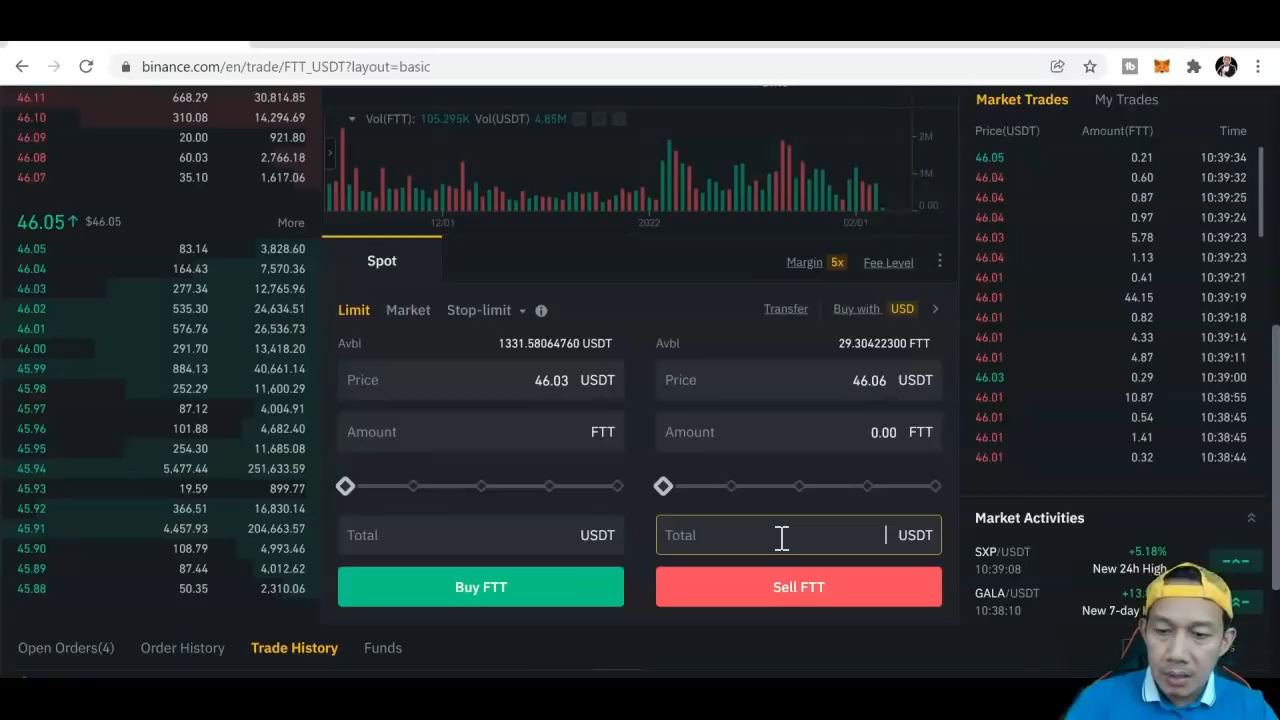 binance.com/en/trade/FTT_USDT?layout=basic
46.11 668.29 30,814.85
46.10 310.08 14,294.69
46.09 20.00 921.80
46.08 60.03 2,766.18
46.07 35.10 1,617.06
46.05↑ $46.05 More
46.05 83.14 3,828.60
46.04 164.43 7,570.36
46.03 277.34 12,765.96
46.02 535.30 24,634.51
46.01 576.76 26,536.73
46.00 291.70 13,418.20
45.99 884.13 40,661.14
45.98 252.29 11,600.29
45.97 87.12 4,004.91
45.96 101.88 4,682.40
45.95 254.30 11,685.08
45.94 5,477.44 251,633.59
45.93 19.59 899.77
45.92 366.51 16,830.14
45.91 4,457.93 204,663.57
45.90 108.79 4,993.46
45.89 87.44 4,012.62
45.88 50.35 2,310.06
Vol(FTT): 105.295K Vol(USDT) 4.85M
2M
1M
0.00
12/01 2022 02/01
Spot
Margin 5x Fee Level
Limit Market Stop-limit
Transfer Buy with USD
Avbl 1331.58064760 USDT
Price 46.03 USDT
Amount FTT
Total USDT
Buy FTT
Avbl 29.30422300 FTT
Price 46.06 USDT
Amount 0.00 FTT
Total USDT
Sell FTT
Market Trades My Trades
Price(USDT) Amount(FTT) Time
46.05 0.21 10:39:34
46.04 0.60 10:39:32
46.04 0.87 10:39:25
46.04 0.97 10:39:24
46.03 5.78 10:39:23
46.04 1.13 10:39:23
46.01 0.41 10:39:21
46.01 44.15 10:39:19
46.01 0.82 10:39:18
46.01 4.33 10:39:14
46.01 4.87 10:39:11
46.03 0.29 10:39:00
46.01 10.87 10:38:55
46.01 0.54 10:38:45
46.01 1.41 10:38:45
46.01 0.32 10:38:44
Market Activities
SXP/USDT +5.18%
10:39:08 New 24h High
GALA/USDT
10:38:10 New 7-day
Open Orders(4) Order History Trade History Funds